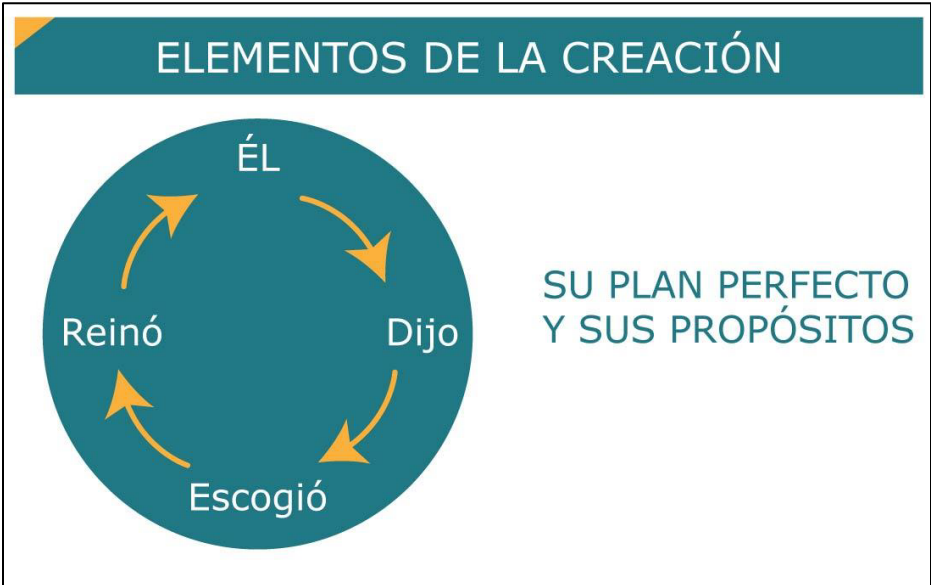 ELEMENTOS DE LA CREACIÓN
ÉL
Dijo
Escogió
Reinó
SU PLAN PERFECTO
Y SUS PROPÓSITOS